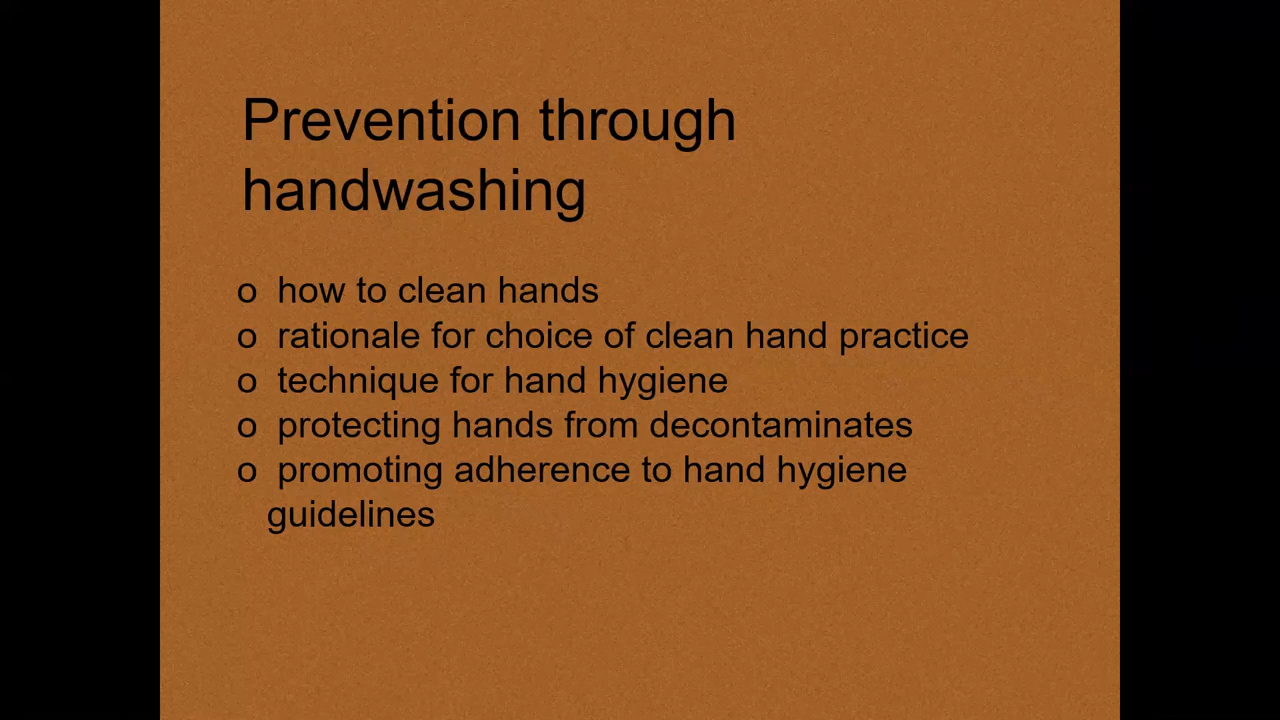 Prevention through
handwashing
o how to clean hands
o rationale for choice of clean hand practice
o technique for hand hygiene
o protecting hands from decontaminates
o promoting adherence to hand hygiene
guidelines